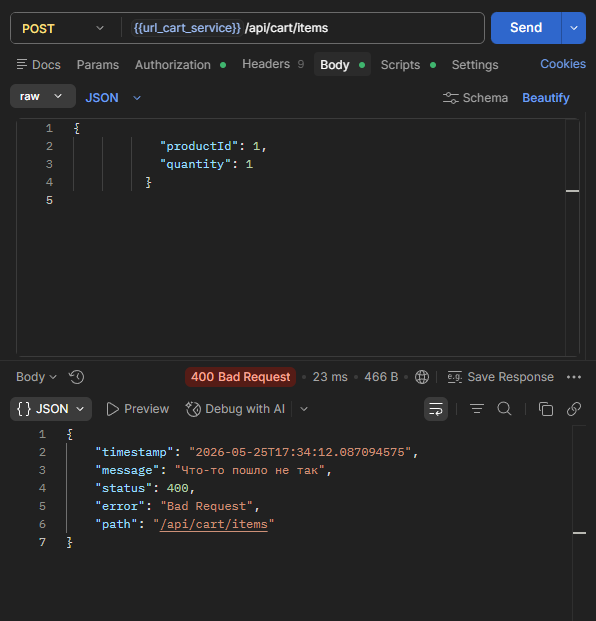 POST {{url_cart_service}} /api/cart/items Send
Docs Params Authorization Headers 9 Body Scripts Settings Cookies
raw JSON Schema Beautify
1 {
2 "productId": 1,
3 "quantity": 1
4 }
5
Body 400 Bad Request 23 ms 466 B e.g. Save Response
{} JSON Preview Debug with AI
1 {
2 "timestamp": "2026-05-25T17:34:12.087094575",
3 "message": "Что-то пошло не так",
4 "status": 400,
5 "error": "Bad Request",
6 "path": "/api/cart/items"
7 }